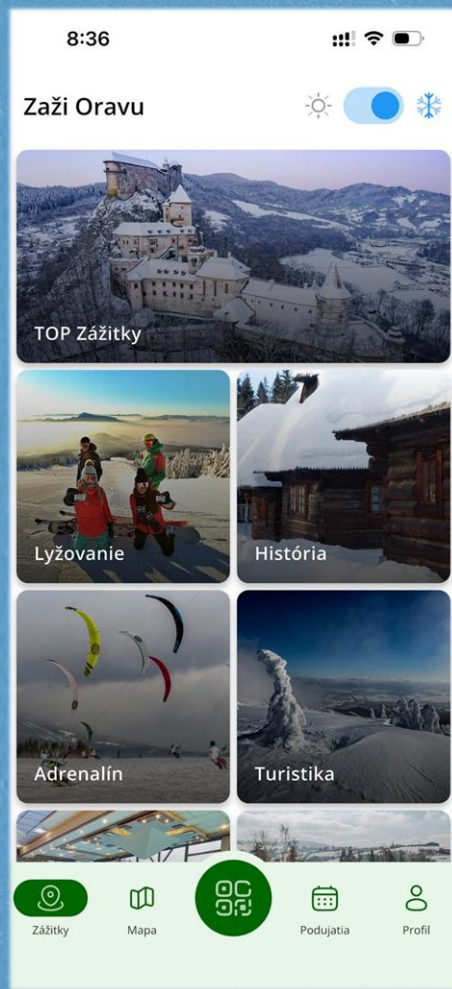 8:36
Zaži Oravu
TOP Zážitky
Lyžovanie
História
Adrenalín
Turistika
Zážitky
Mapa
Podujatia
Profil